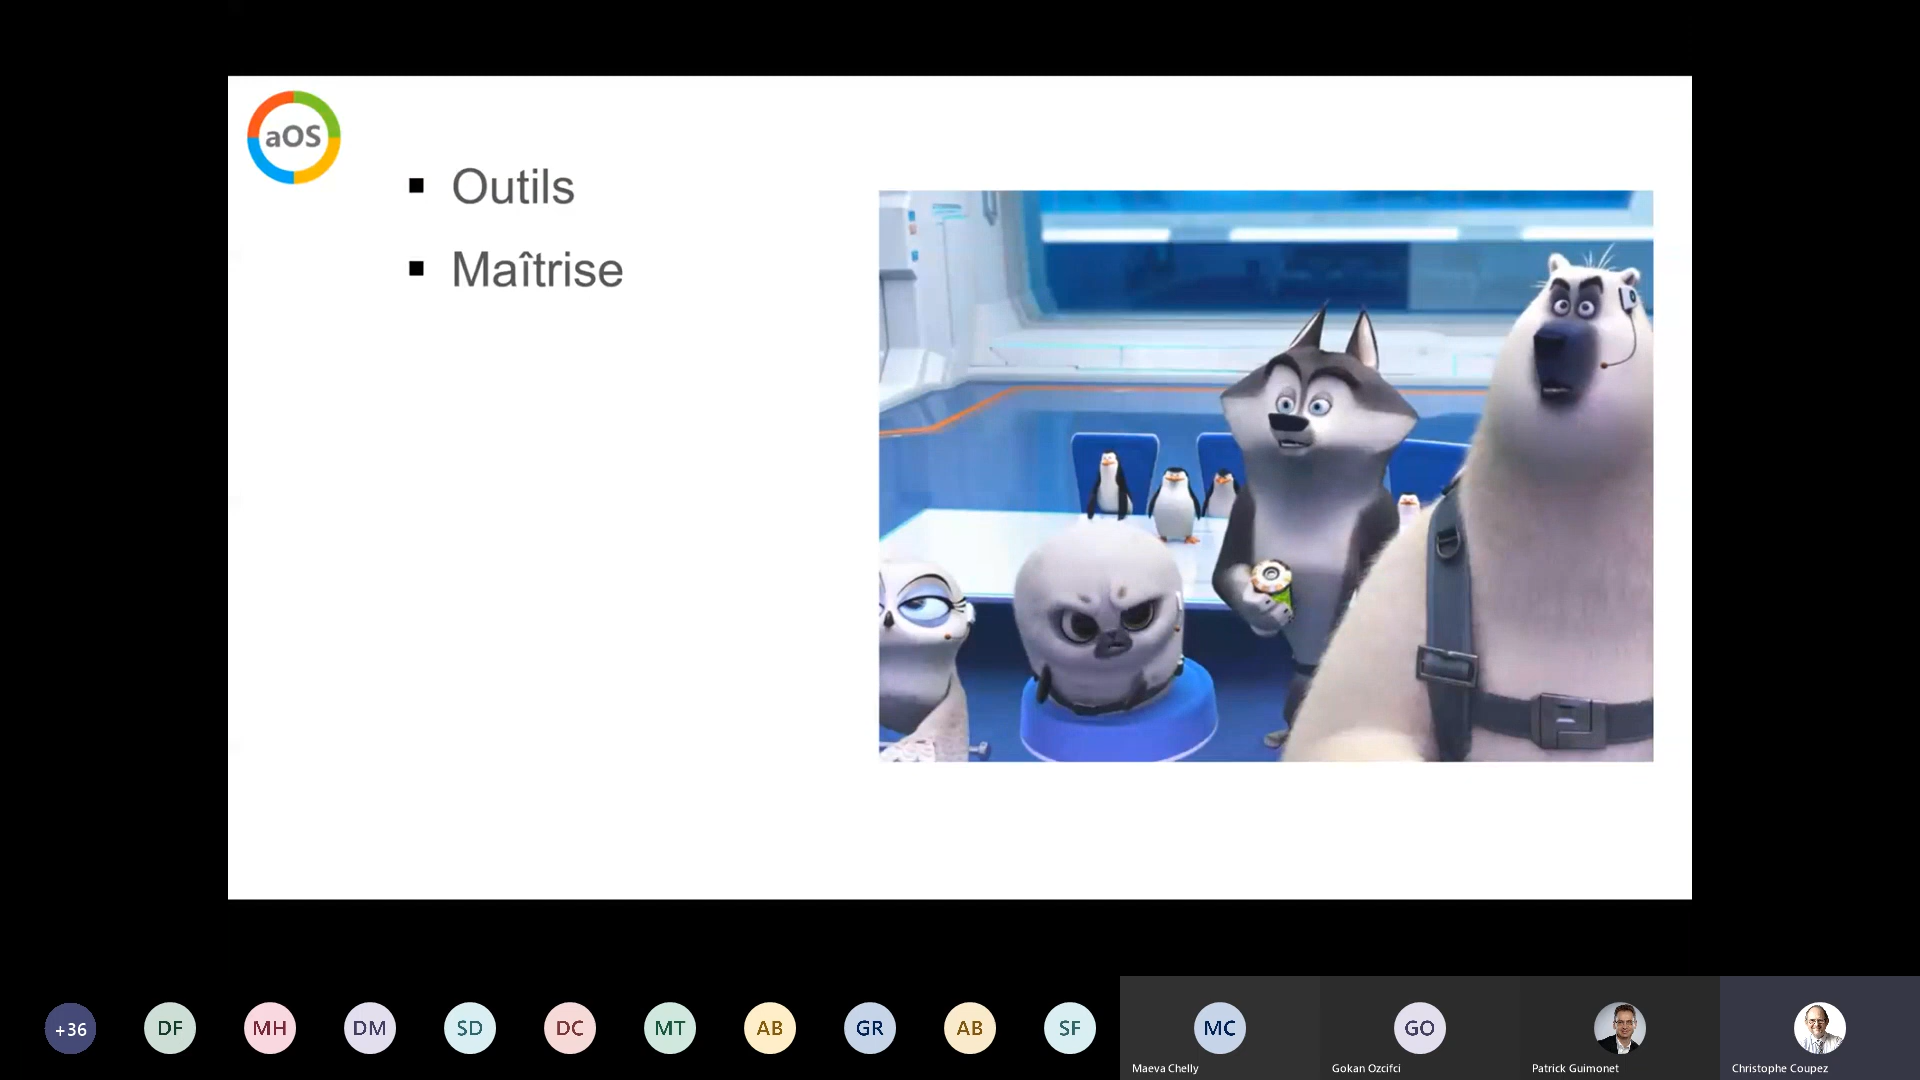 aOS
Outils
Maîtrise
+36
DF
MH
DM
SD
DC
MT
AB
GR
AB
SF
MC
GO
Maeva Chelly
Gokan Ozcifci
Patrick Guimonet
Christophe Coupez